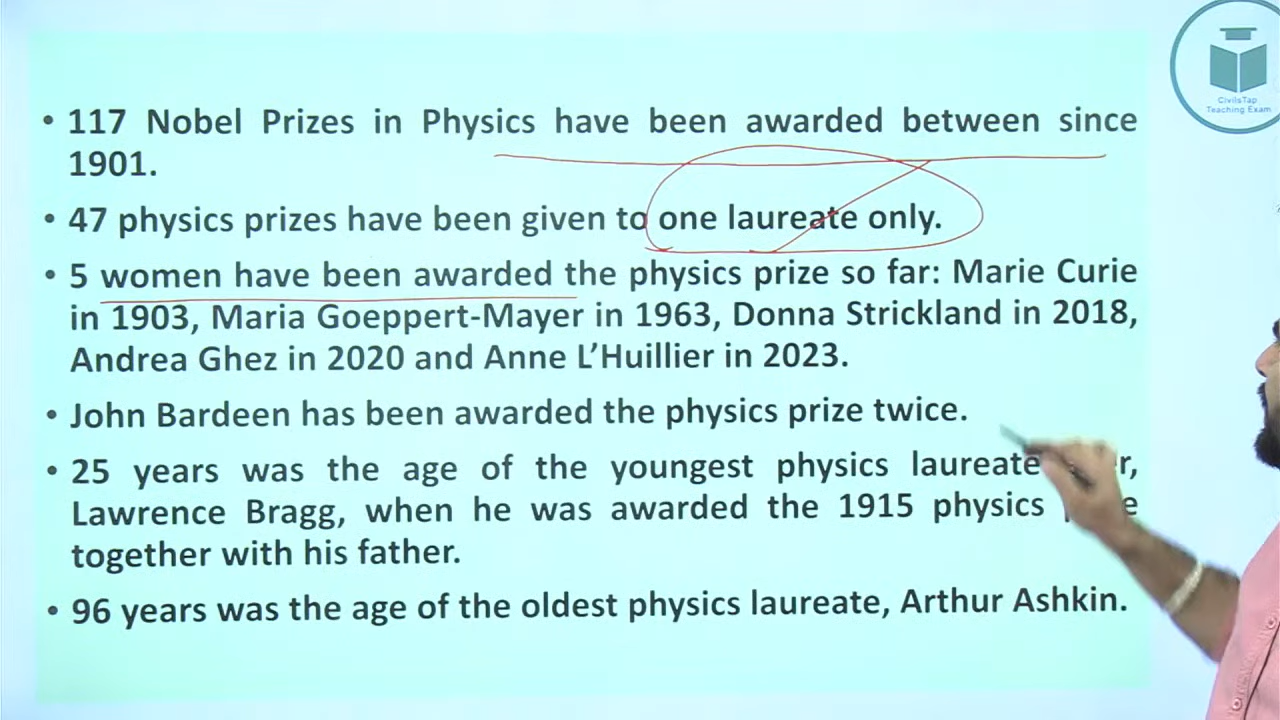 • 117 Nobel Prizes in Physics have been awarded between since
1901.
• 47 physics prizes have been given to one laureate only.
• 5 women have been awarded the physics prize so far: Marie Curie
in 1903, Maria Goeppert-Mayer in 1963, Donna Strickland in 2018,
Andrea Ghez in 2020 and Anne L’Huillier in 2023.
• John Bardeen has been awarded the physics prize twice.
• 25 years was the age of the youngest physics laureate
Lawrence Bragg, when he was awarded the 1915 physics
together with his father.
• 96 years was the age of the oldest physics laureate, Arthur Ashkin.
CivilsTap
Teaching Exam